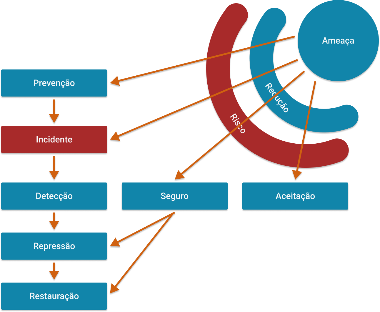 Ameaça
Redução
Risco
Prevenção
Incidente
Detecção
Seguro
Aceitação
Repressão
Restauração